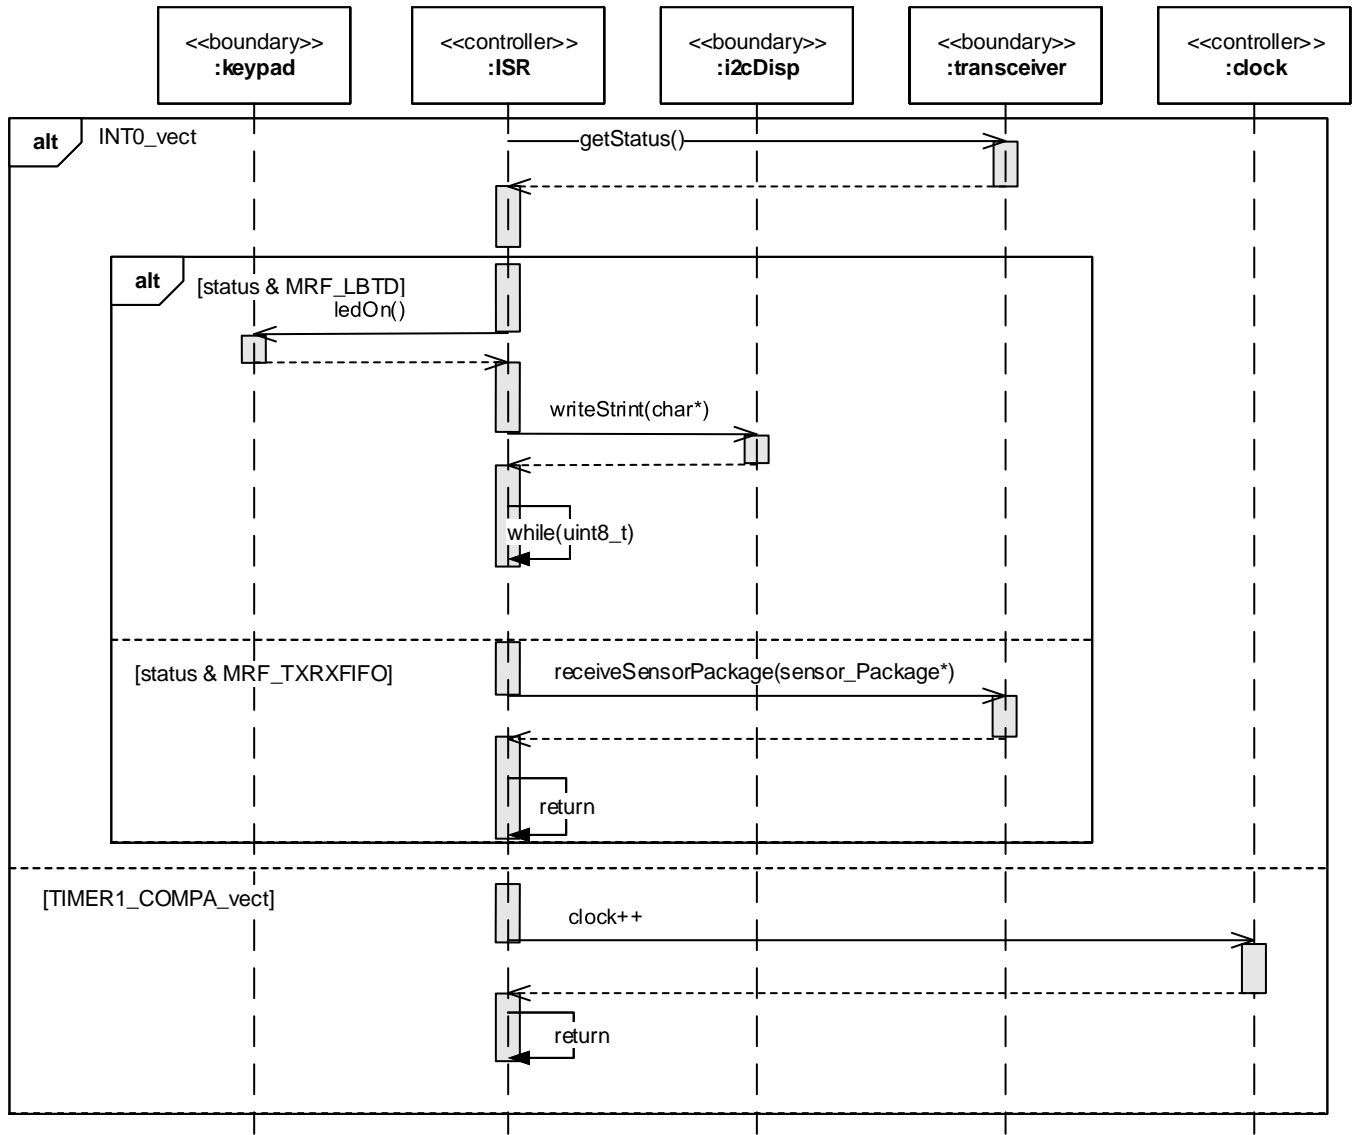 <<boundary>>
:keypad
<<controller>>
:ISR
<<boundary>>
:i2cDisp
<<boundary>>
:transceiver
<<controller>>
:clock
alt
INT0_vect
getStatus()
alt
[status & MRF_LBTD]
ledOn()
writeStrint(char*)
while(uint8_t)
[status & MRF_TXRXFIFO]
receiveSensorPackage(sensor_Package*)
return
[TIMER1_COMPA_vect]
clock++
return